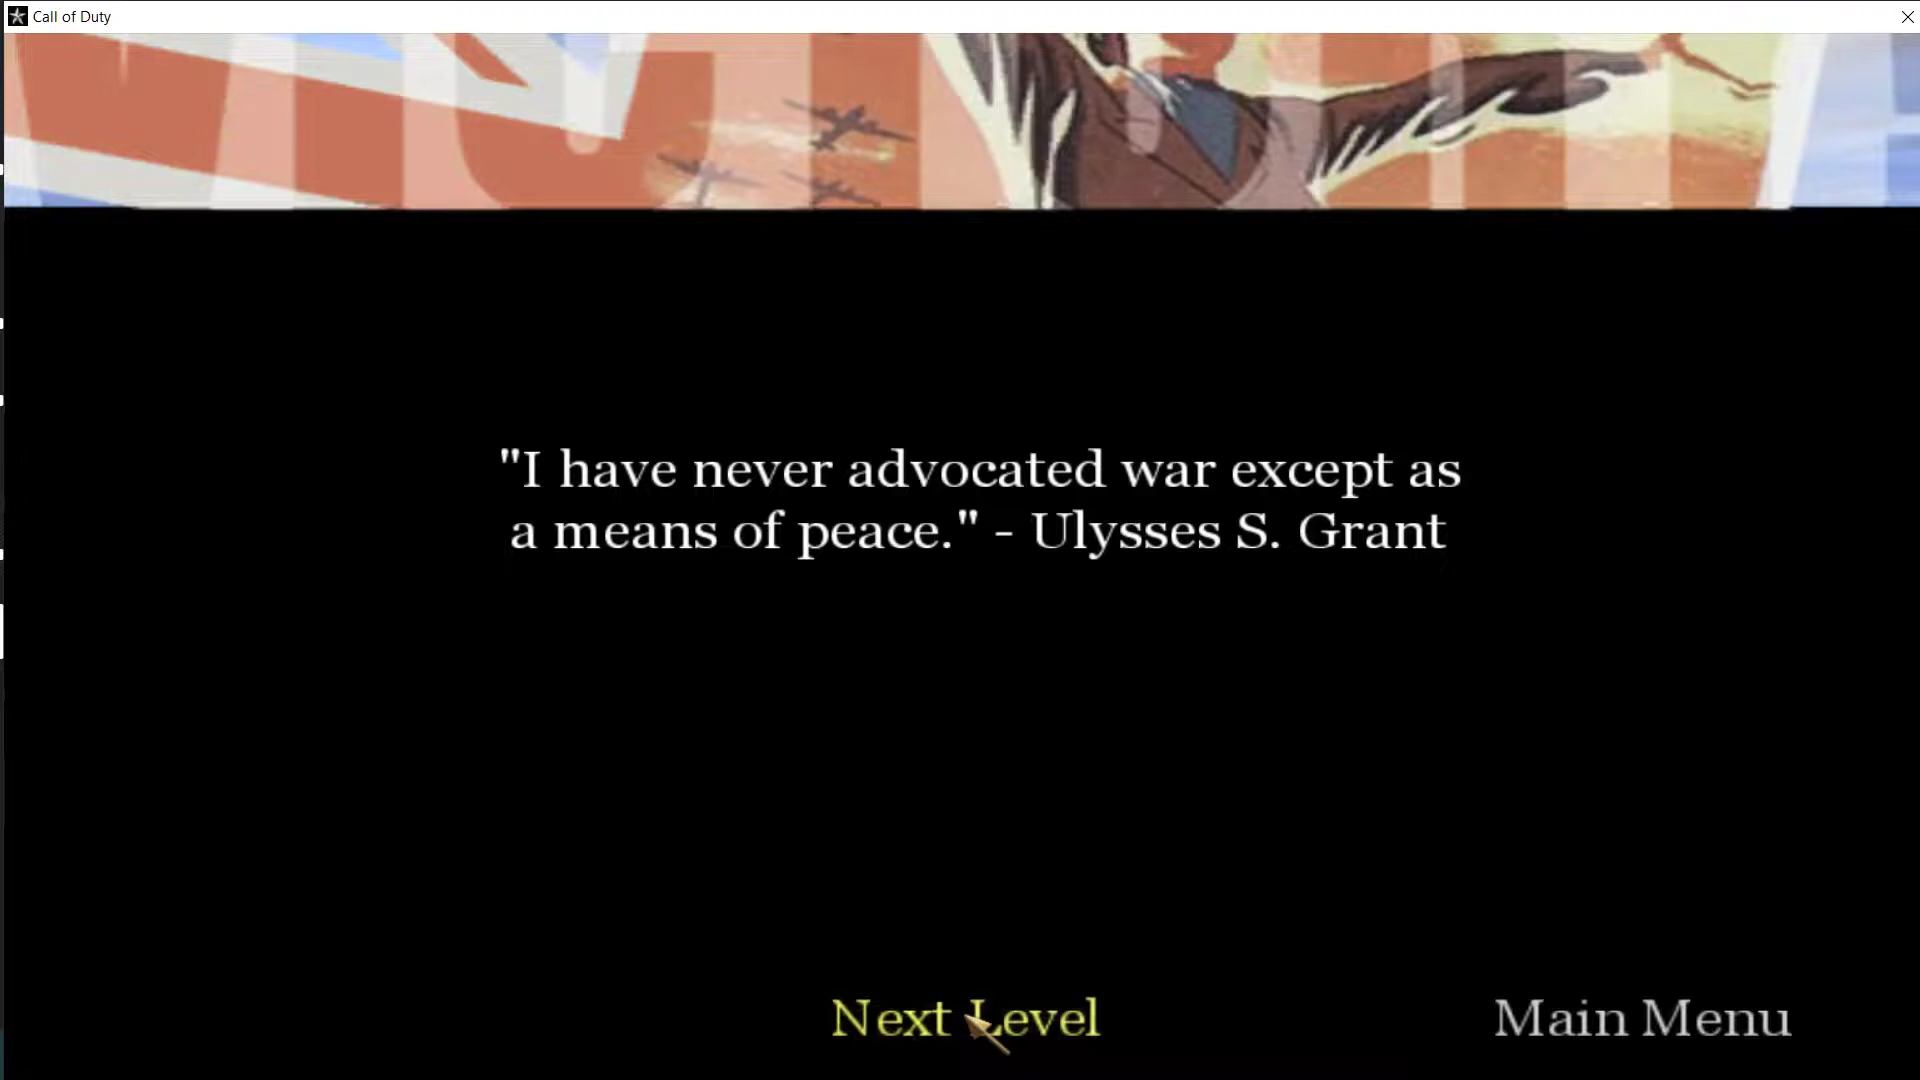 Call of Duty
"I have never advocated war except as
a means of peace." - Ulysses S. Grant
Next Level
Main Menu